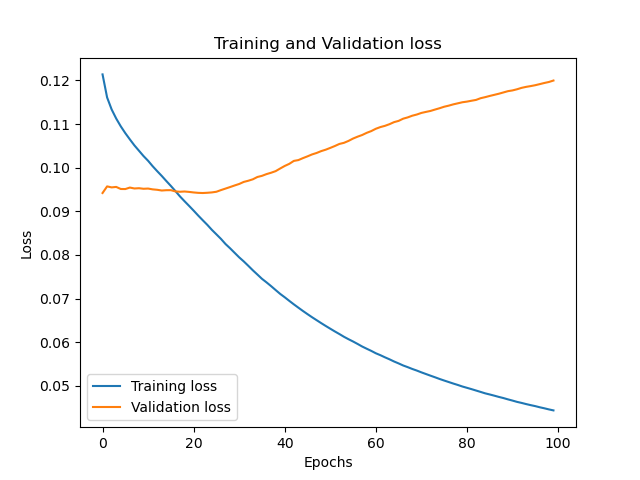 Training and Validation loss
0.12
0.11
0.10
0.09
0.08
0.07
0.06
0.05
Loss
Training loss
Validation loss
0 20 40 60 80 100
Epochs